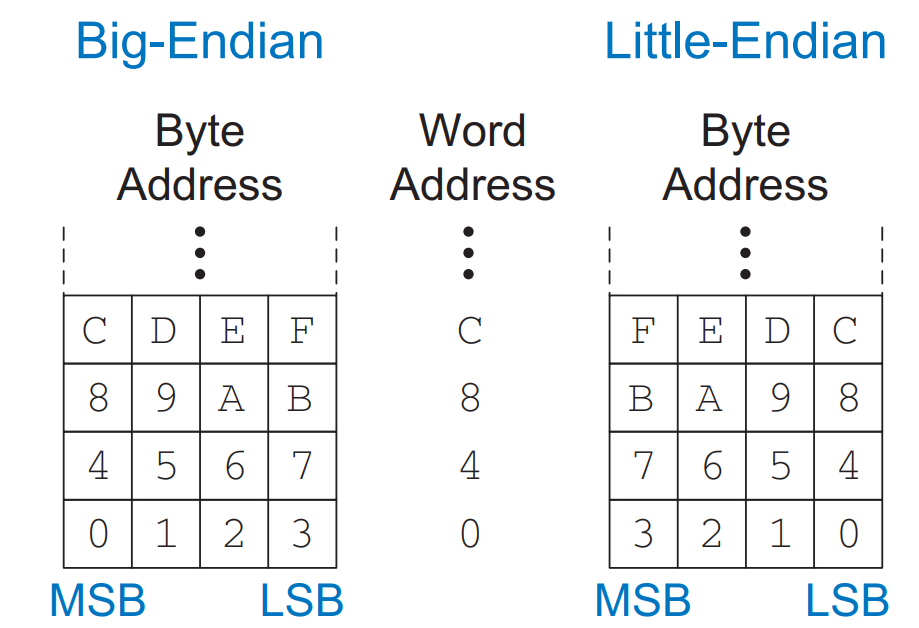 Big-Endian Little-Endian
Byte Word Byte
Address Address Address
C D E F C F E D C
8 9 A B 8 B A 9 8
4 5 6 7 4 7 6 5 4
0 1 2 3 0 3 2 1 0
MSB LSB MSB LSB